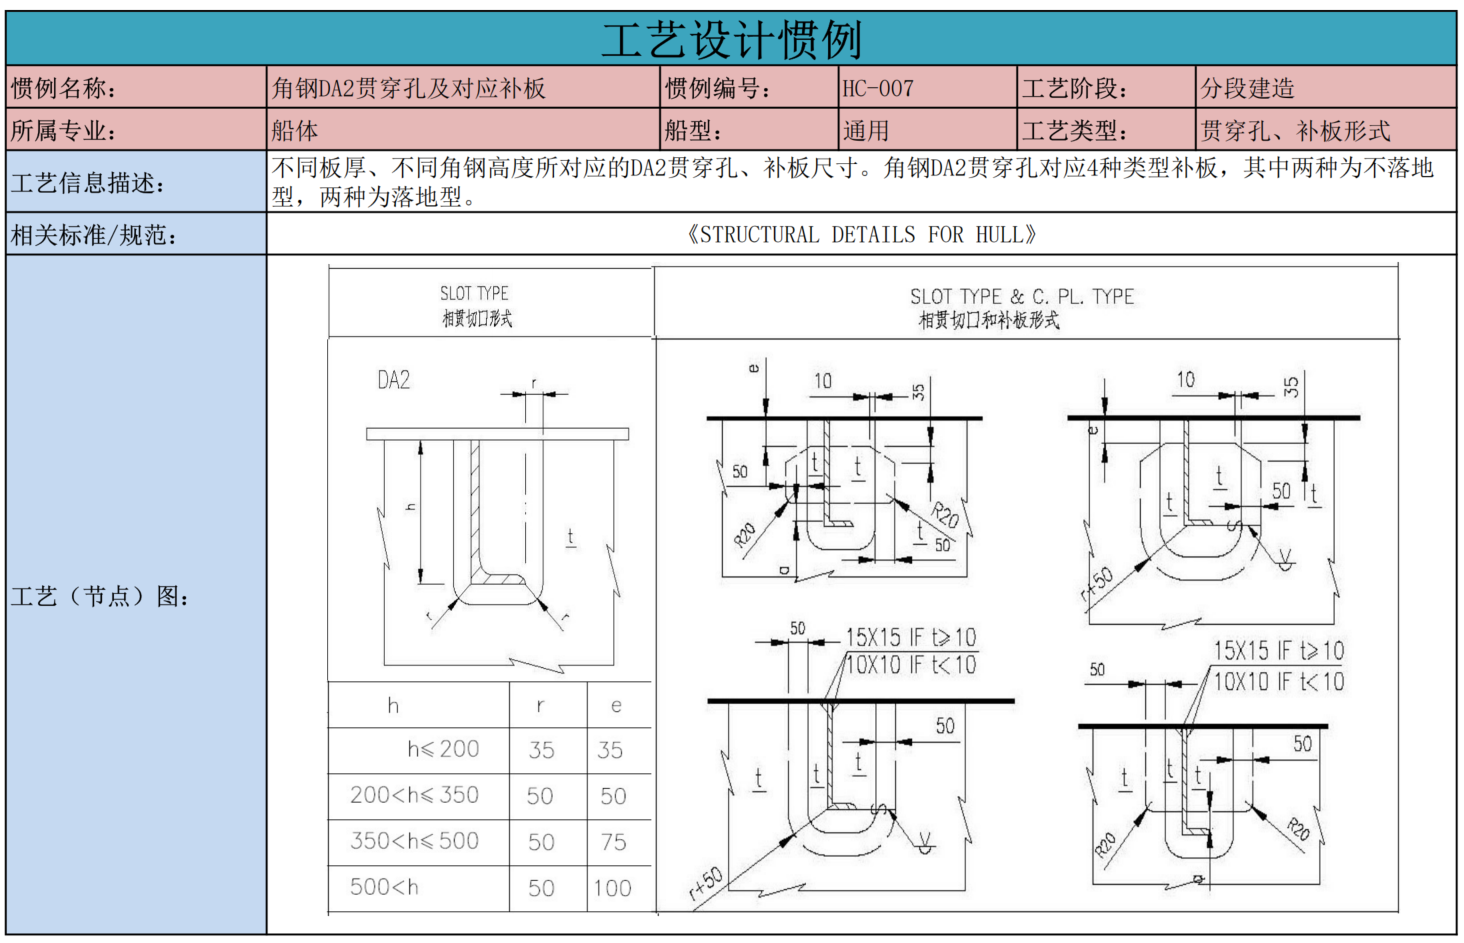 工艺设计惯例
惯例名称： 角钢DA2贯穿孔及对应补板 惯例编号： HC-007 工艺阶段： 分段建造
所属专业： 船体 船型： 通用 工艺类型： 贯穿孔、补板形式
工艺信息描述： 不同板厚、不同角钢高度所对应的DA2贯穿孔、补板尺寸。角钢DA2贯穿孔对应4种类型补板，其中两种为不落地
型，两种为落地型。
相关标准/规范： 《STRUCTURAL DETAILS FOR HULL》
工艺（节点）图：
SLOT TYPE
相贯切口形式
SLOT TYPE & C. PL. TYPE
相贯切口和补板形式
DA2
r
h
t
r
r
h r e
h≤200 35 35
200<h≤350 50 50
350<h≤500 50 75
500<h 50 100
e
10
35
50
t
t
R20
R20
t
50
a
10
35
e
t
50
t
t
S
V
r+50
50
15X15 IF t≥10
10X10 IF t<10
50
t
t
t
S
V
r+50
15X15 IF t≥10
10X10 IF t<10
50
50
t
t
t
R20
R20
a